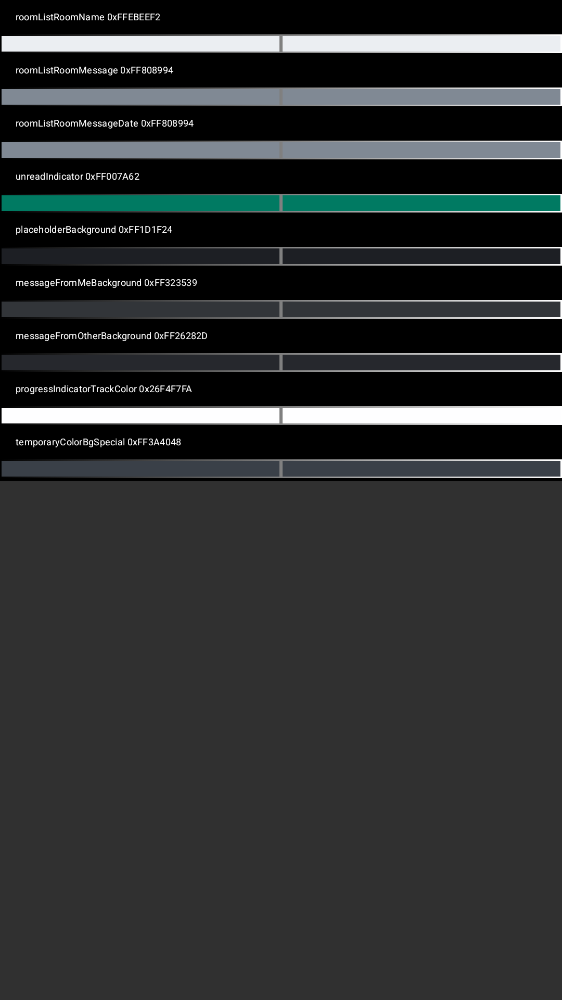 roomListRoomName 0xFFEBEEF2
roomListRoomMessage 0xFF808994
roomListRoomMessageDate 0xFF808994
unreadIndicator 0xFF007A62
placeholderBackground 0xFF1D1F24
messageFromMeBackground 0xFF323539
messageFromOtherBackground 0xFF26282D
progressIndicatorTrackColor 0x26F4F7FA
temporaryColorBgSpecial 0xFF3A4048